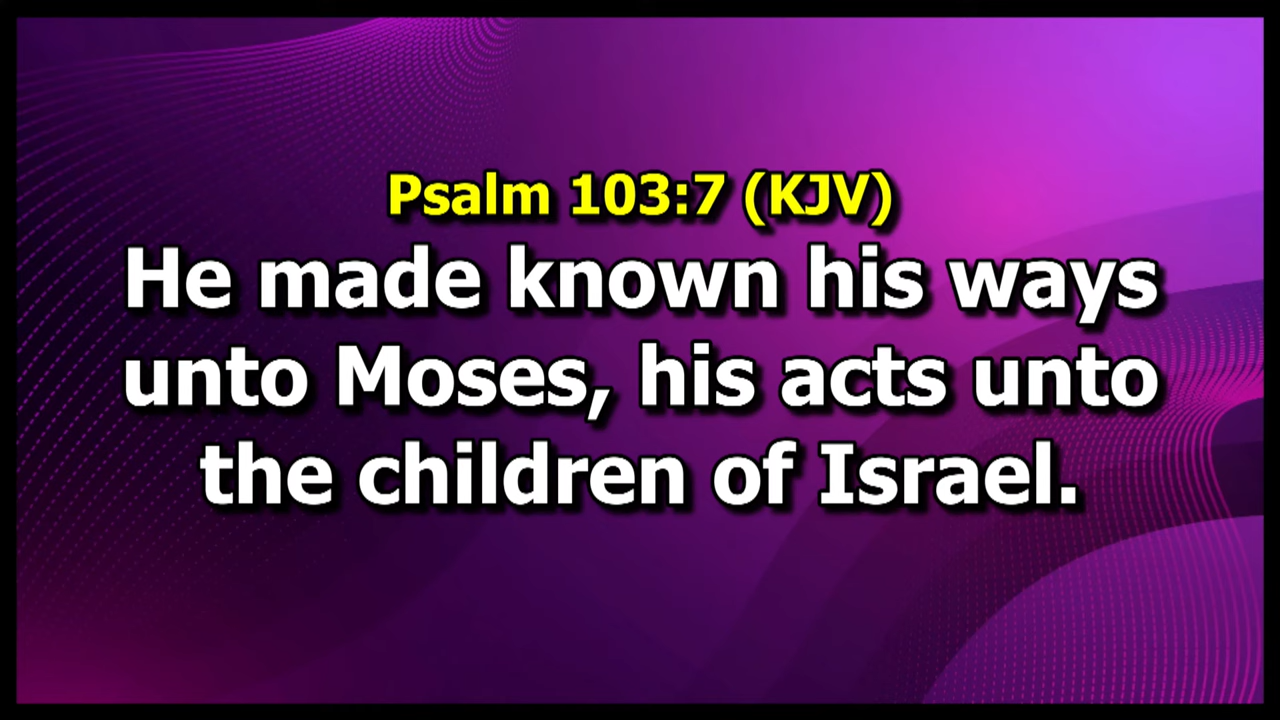 Psalm 103:7 (KJV)
He made known his ways
unto Moses, his acts unto
the children of Israel.